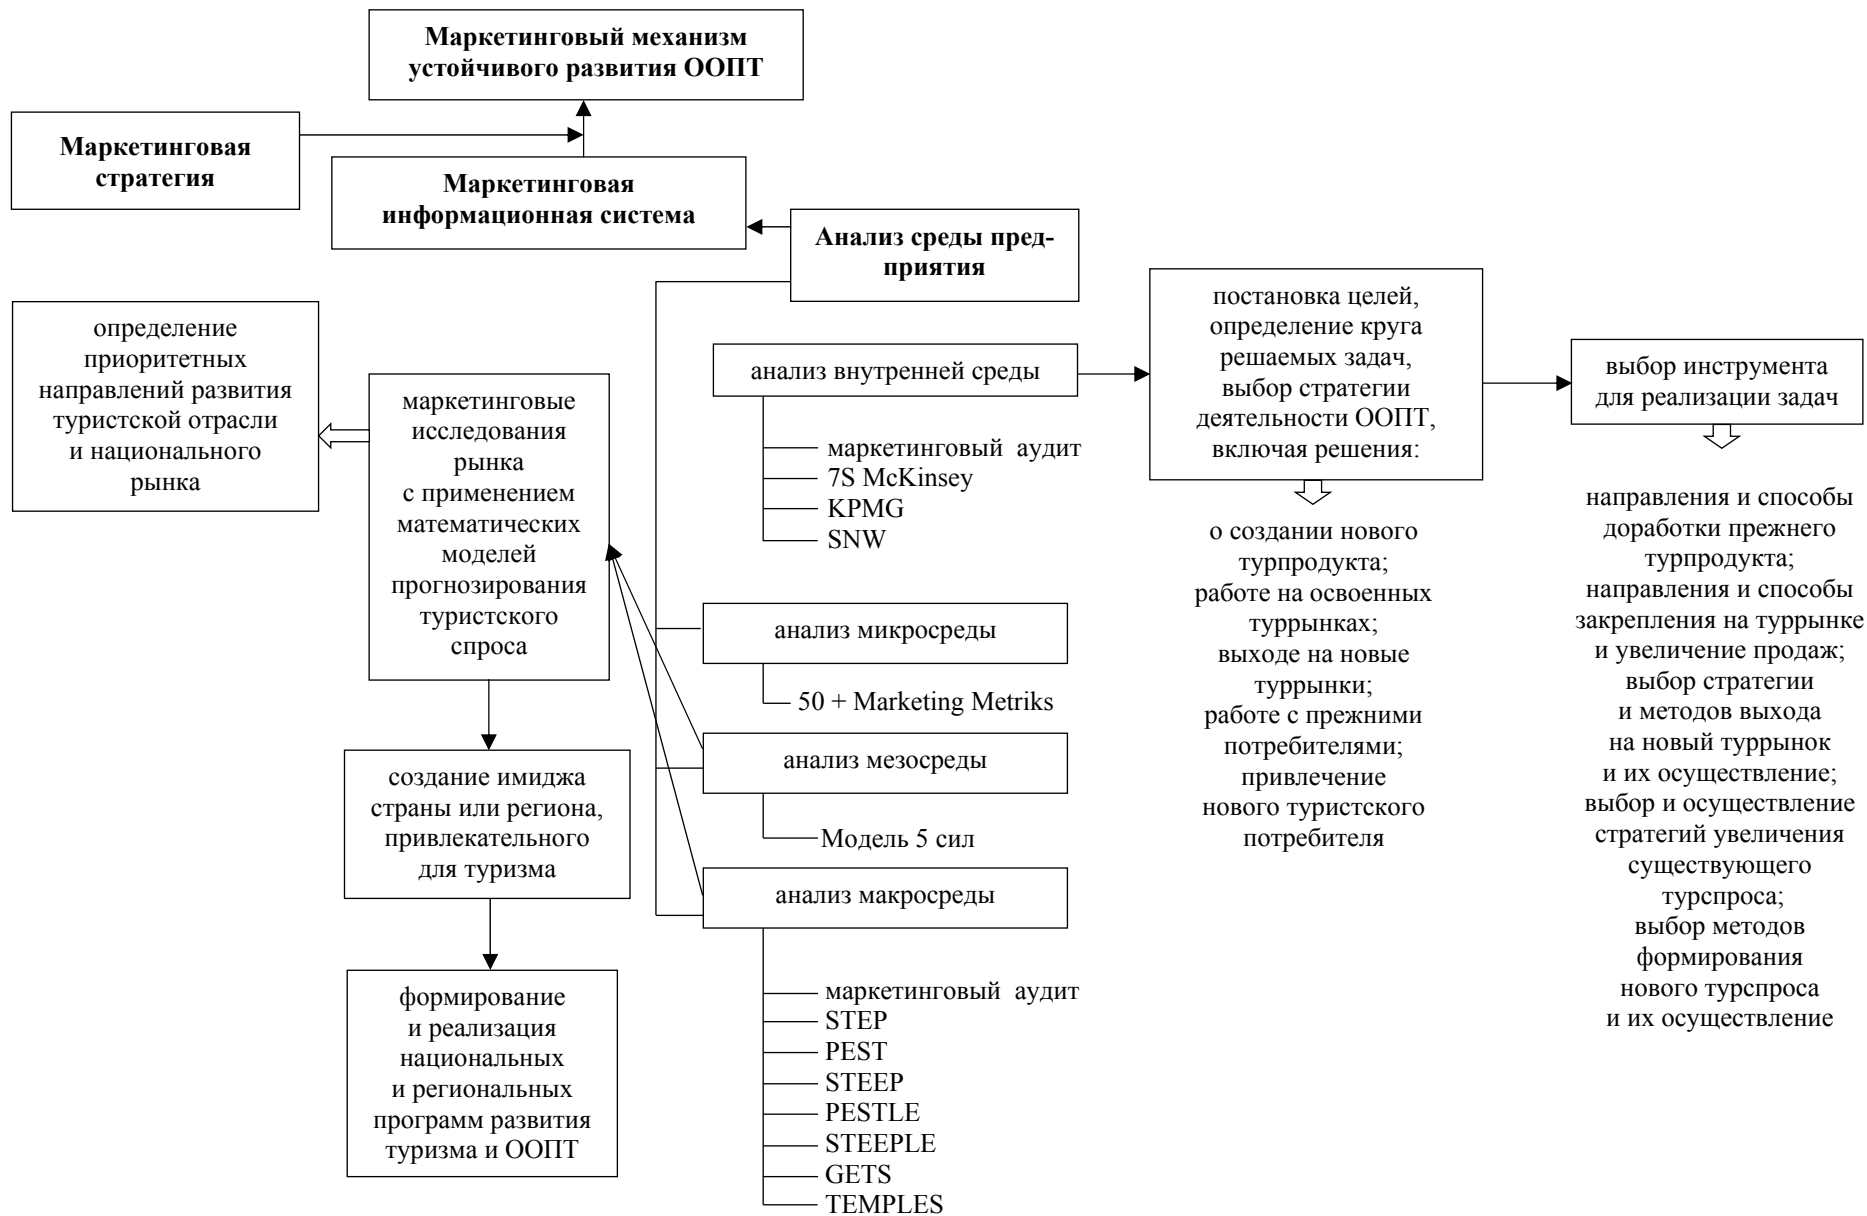 Маркетинговый механизм
устойчивого развития ООПТ
Маркетинговая
стратегия
Маркетинговая
информационная система
Анализ среды пред-
приятия
определение
приоритетных
направлений развития
туристской отрасли
и национального
рынка
маркетинговые
исследования
рынка
с применением
математических
моделей
прогнозирования
туристского
спроса
создание имиджа
страны или региона,
привлекательного
для туризма
формирование
и реализация
национальных
и региональных
программ развития
туризма и ООПТ
анализ внутренней среды
маркетинговый аудит
7S McKinsey
KPMG
SNW
анализ микросреды
50 + Marketing Metriks
анализ мезосреды
Модель 5 сил
анализ макросреды
маркетинговый аудит
STEP
PEST
STEEP
PESTLE
STEEPLE
GETS
TEMPLES
постановка целей,
определение круга
решаемых задач,
выбор стратегии
деятельности ООПТ,
включая решения:
о создании нового
турпродукта;
работе на освоенных
туррынках;
выходе на новые
туррынки;
работе с прежними
потребителями;
привлечение
нового туристского
потребителя
выбор инструмента
для реализации задач
направления и способы
доработки прежнего
турпродукта;
направления и способы
закрепления на туррынке
и увеличение продаж;
выбор стратегии
и методов выхода
на новый туррынок
и их осуществление;
выбор и осуществление
стратегий увеличения
существующего
турспроса;
выбор методов
формирования
нового турспроса
и их осуществление